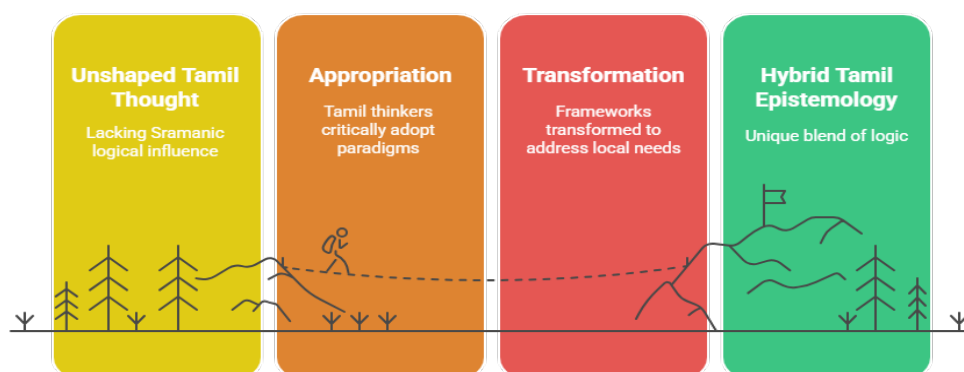 Unshaped Tamil
Thought
Lacking Sramanic
logical influence
Appropriation
Tamil thinkers
critically adopt
paradigms
Transformation
Frameworks
transformed to
address local needs
Hybrid Tamil
Epistemology
Unique blend of logic